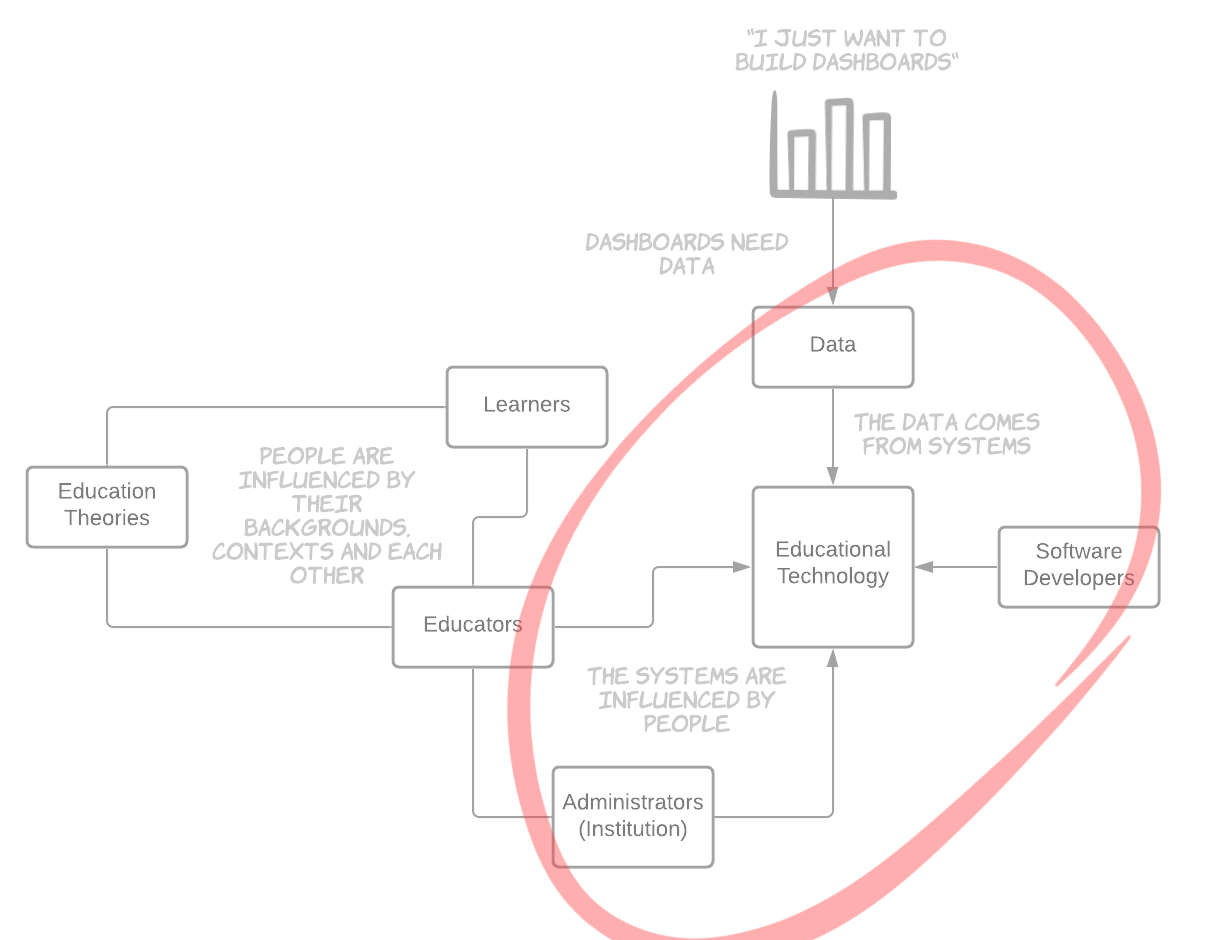 "I JUST WANT TO
BUILD DASHBOARDS"
DASHBOARDS NEED
DATA
Data
THE DATA COMES
FROM SYSTEMS
Learners
PEOPLE ARE
INFLUENCED BY
THEIR
BACKGROUNDS,
CONTEXTS AND EACH
OTHER
Education
Theories
Educational
Technology
Software
Developers
Educators
THE SYSTEMS ARE
INFLUENCED BY
PEOPLE
Administrators
(Institution)